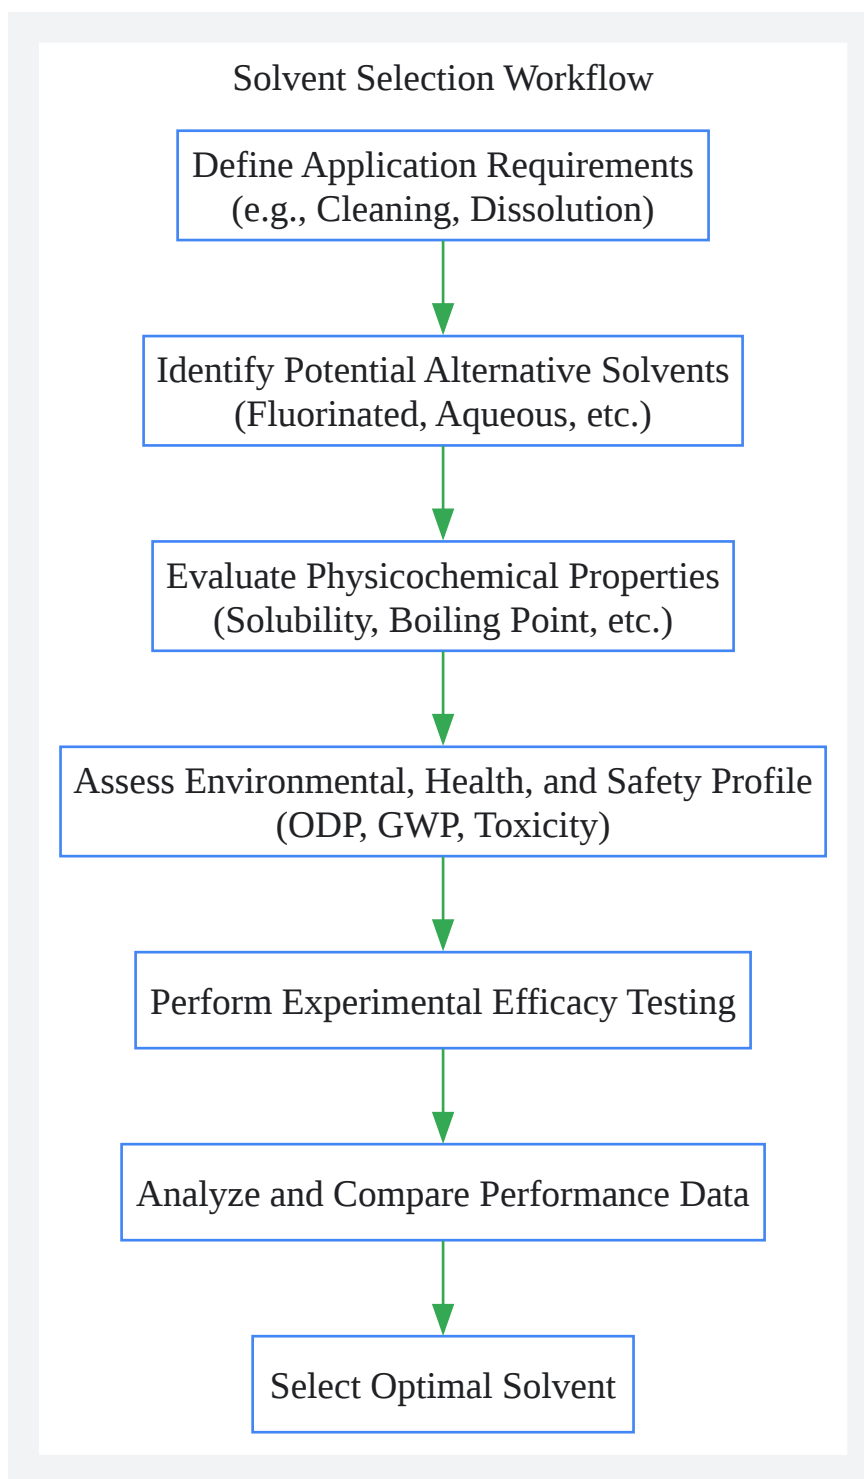 Solvent Selection Workflow
Define Application Requirements
(e.g., Cleaning, Dissolution)
Identify Potential Alternative Solvents
(Fluorinated, Aqueous, etc.)
Evaluate Physicochemical Properties
(Solubility, Boiling Point, etc.)
Assess Environmental, Health, and Safety Profile
(ODP, GWP, Toxicity)
Perform Experimental Efficacy Testing
Analyze and Compare Performance Data
Select Optimal Solvent